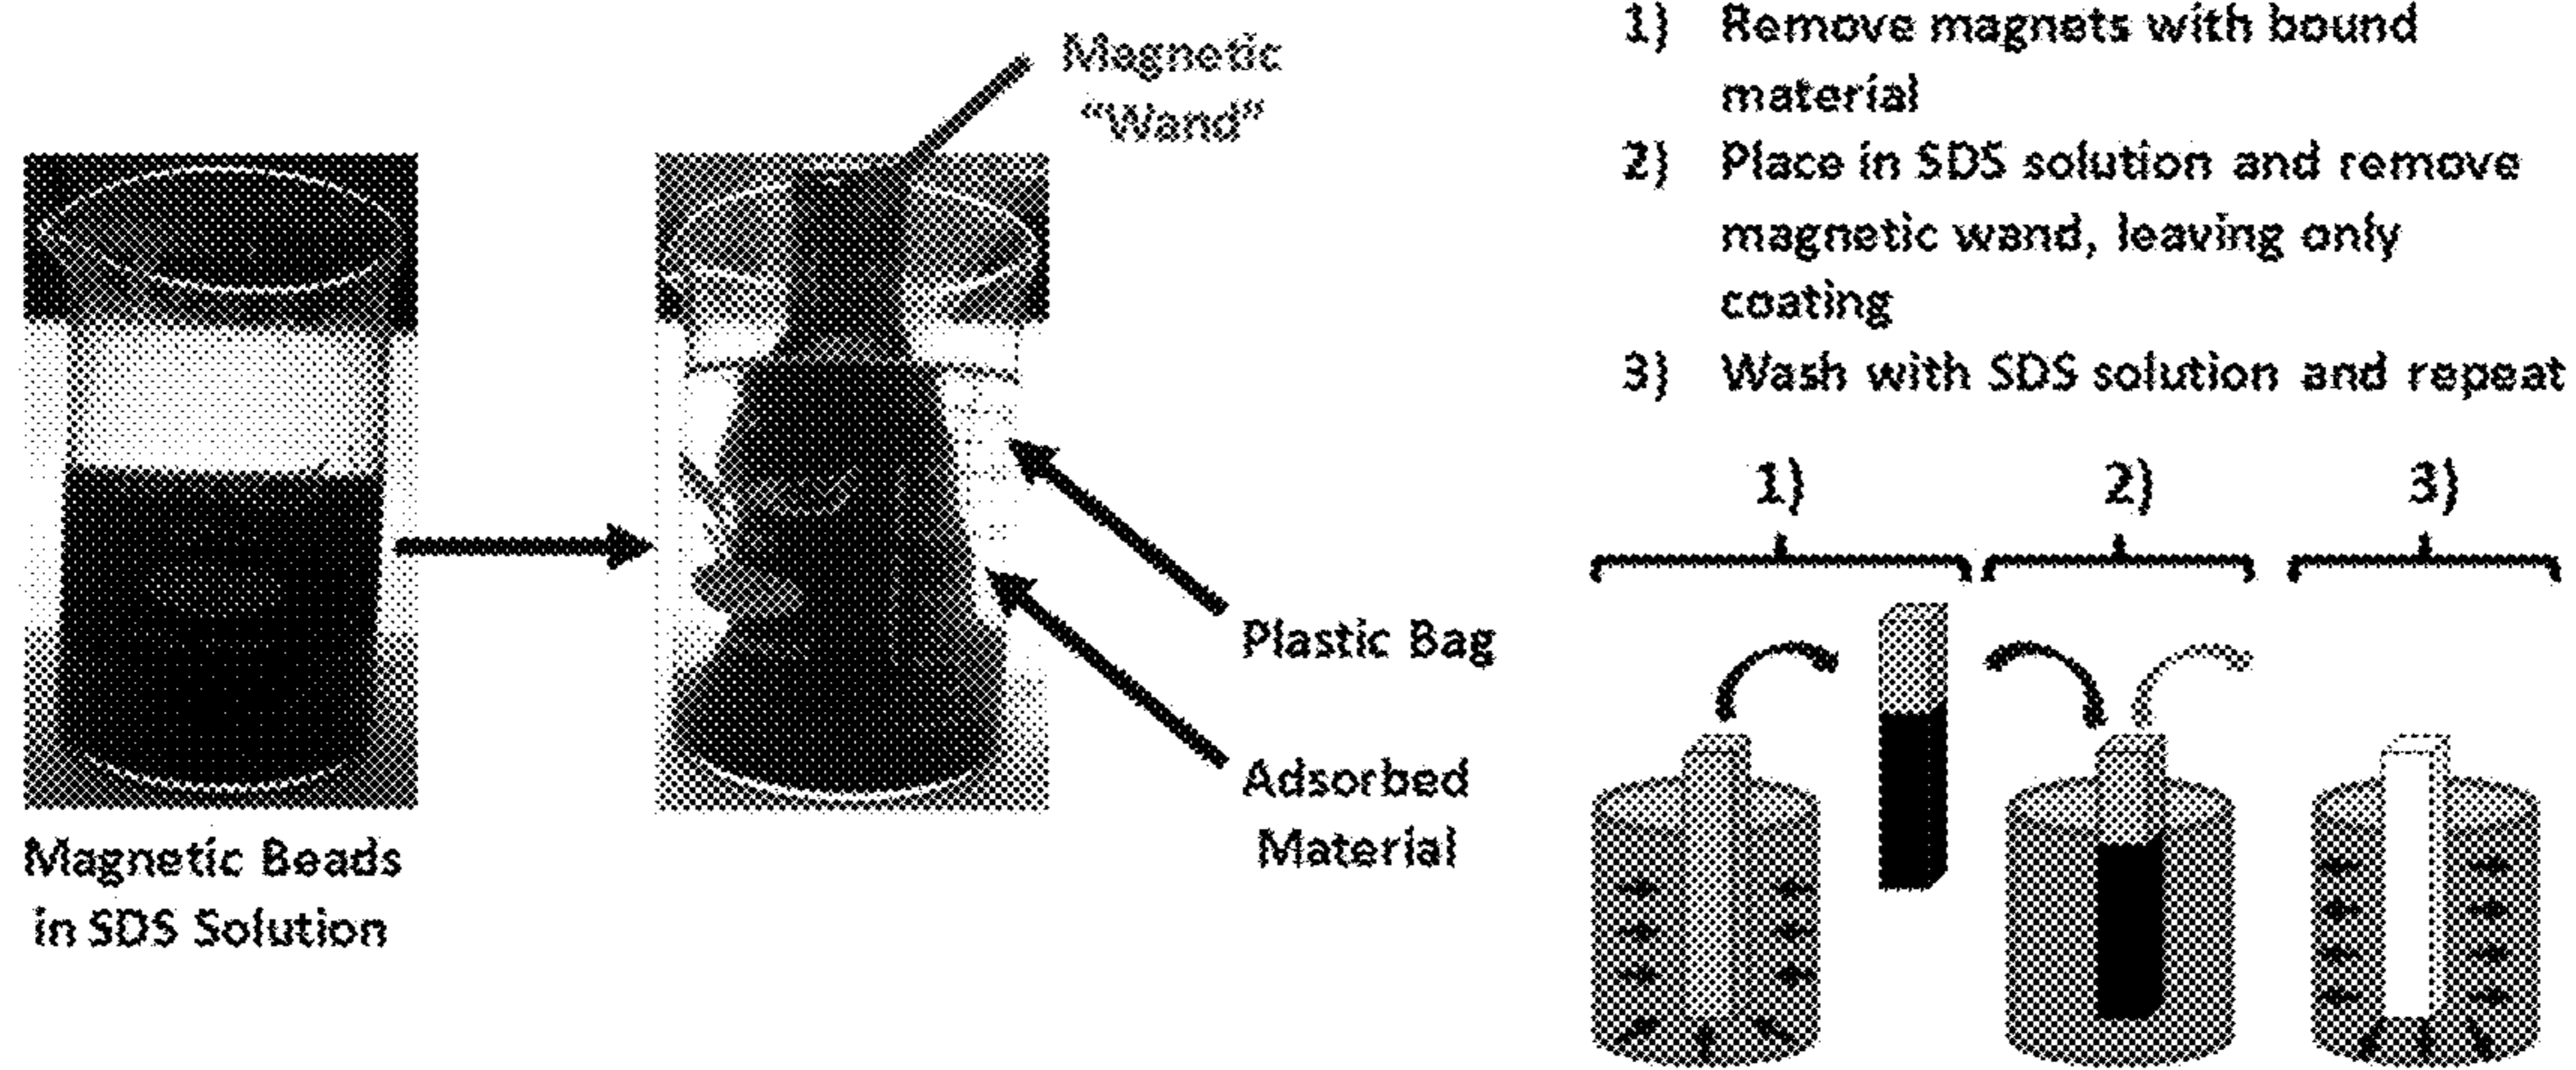 Magnetic
“Wand”
Plastic Bag
Adsorbed
Material
Magnetic Beads
in SDS Solution
1) Remove magnets with bound
material
2) Place in SDS solution and remove
magnetic wand, leaving only
coating
3) Wash with SDS solution and repeat
1) 2) 3)